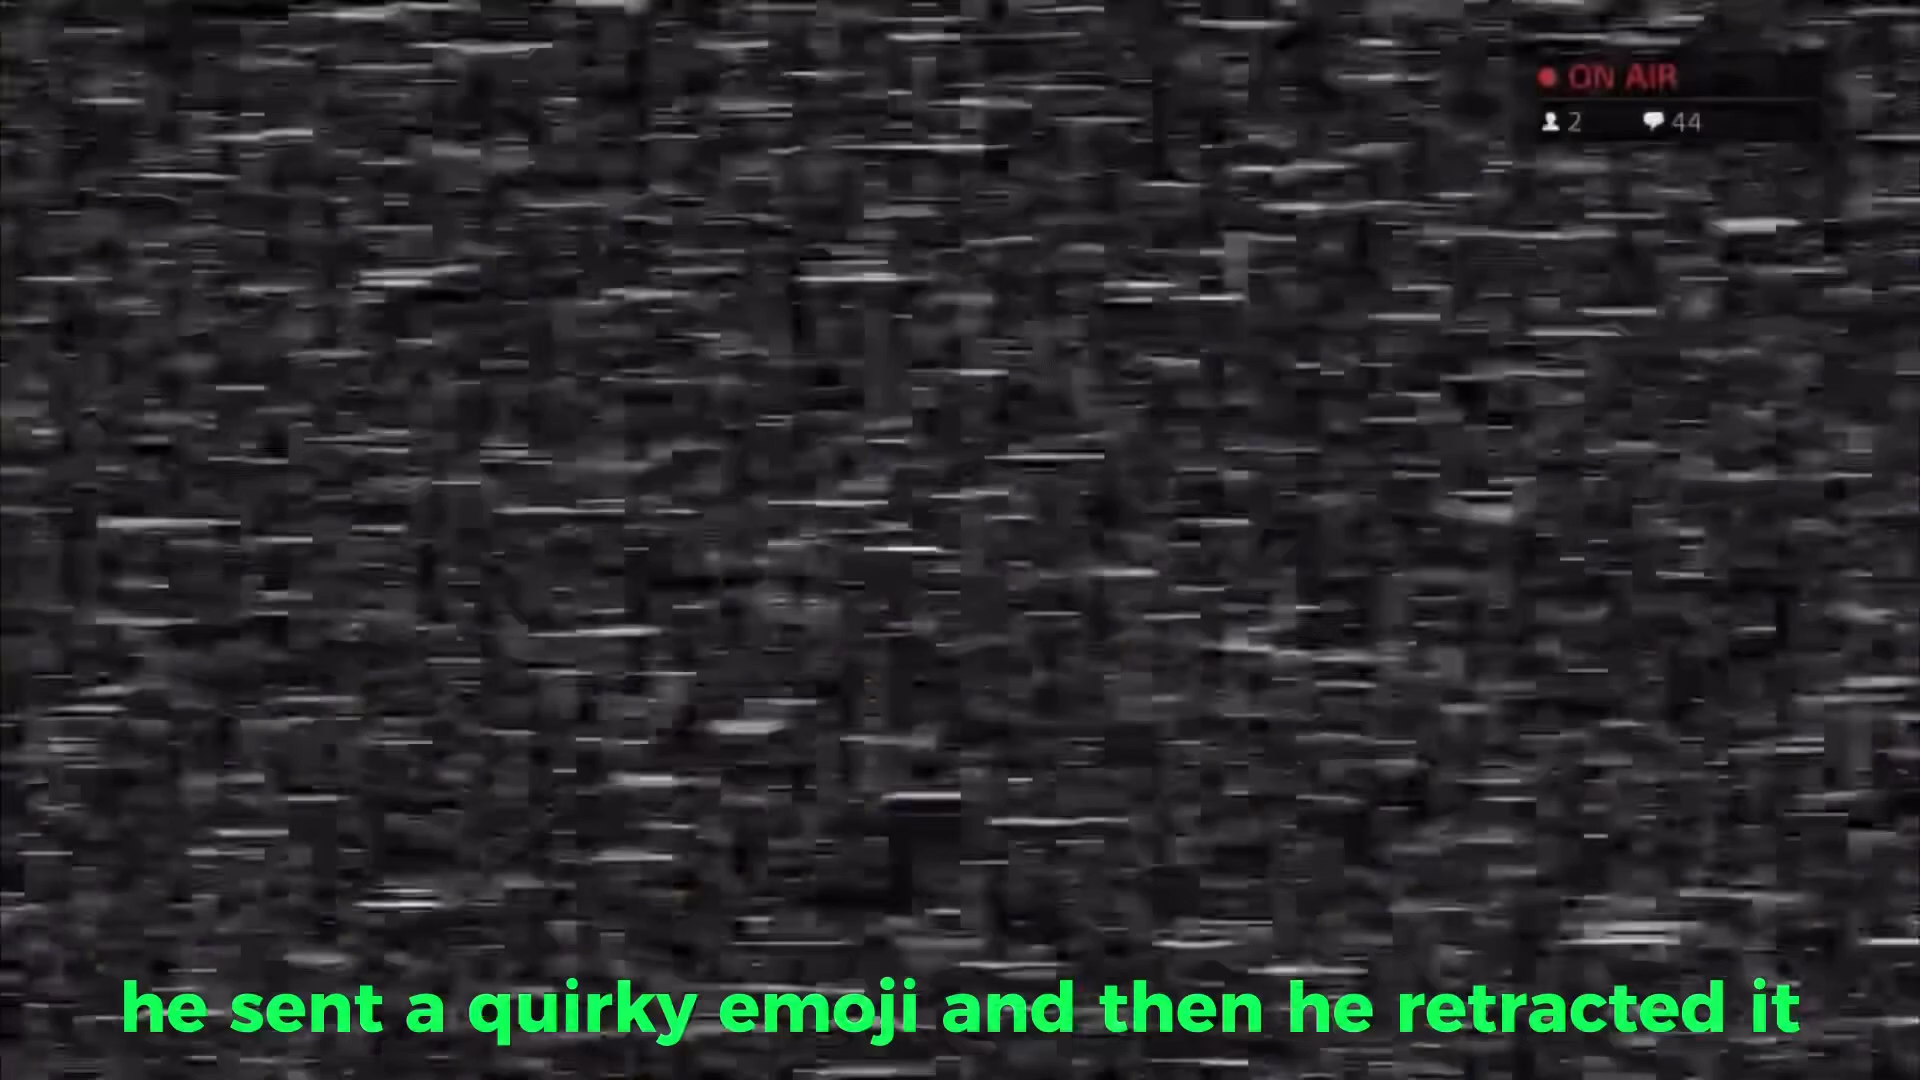 ON AIR
2 44
he sent a quirky emoji and then he retracted it